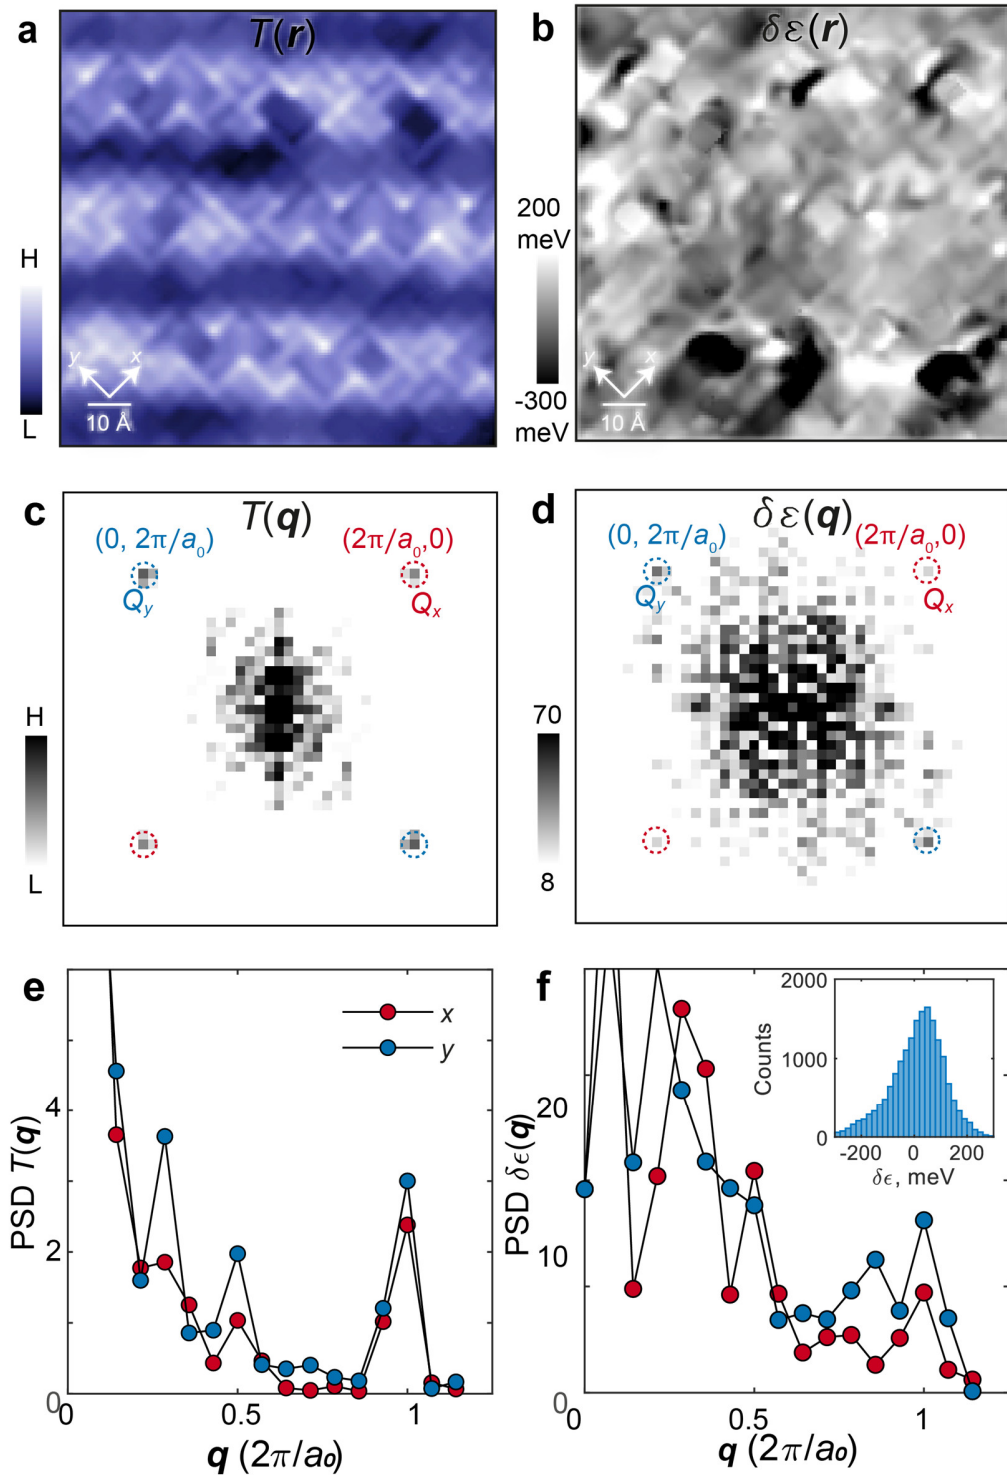 a
T(r)
H
L
y
x
10 Å
b
δε(r)
200
meV
-300
meV
y
x
10 Å
c
T(q)
(0, 2π/a₀)
(2π/a₀,0)
Qy
Qx
H
L
d
δε(q)
(0, 2π/a₀)
(2π/a₀,0)
Qy
Qx
70
8
e
x
y
PSD T(q)
4
2
0
0
0.5
1
q (2π/a₀)
f
PSD δϵ(q)
20
10
0
0
0.5
1
q (2π/a₀)
2000
1000
0
Counts
-200
0
200
δϵ, meV